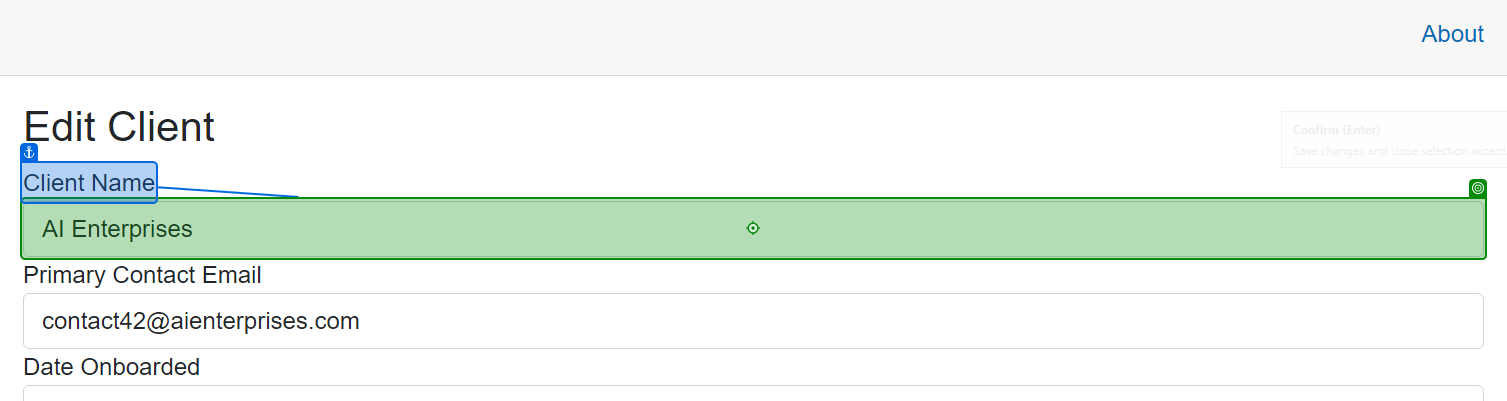 About
Edit Client
Confirm (Enter)
Save changes and close selection wizard
Client Name
AI Enterprises
Primary Contact Email
contact42@aienterprises.com
Date Onboarded